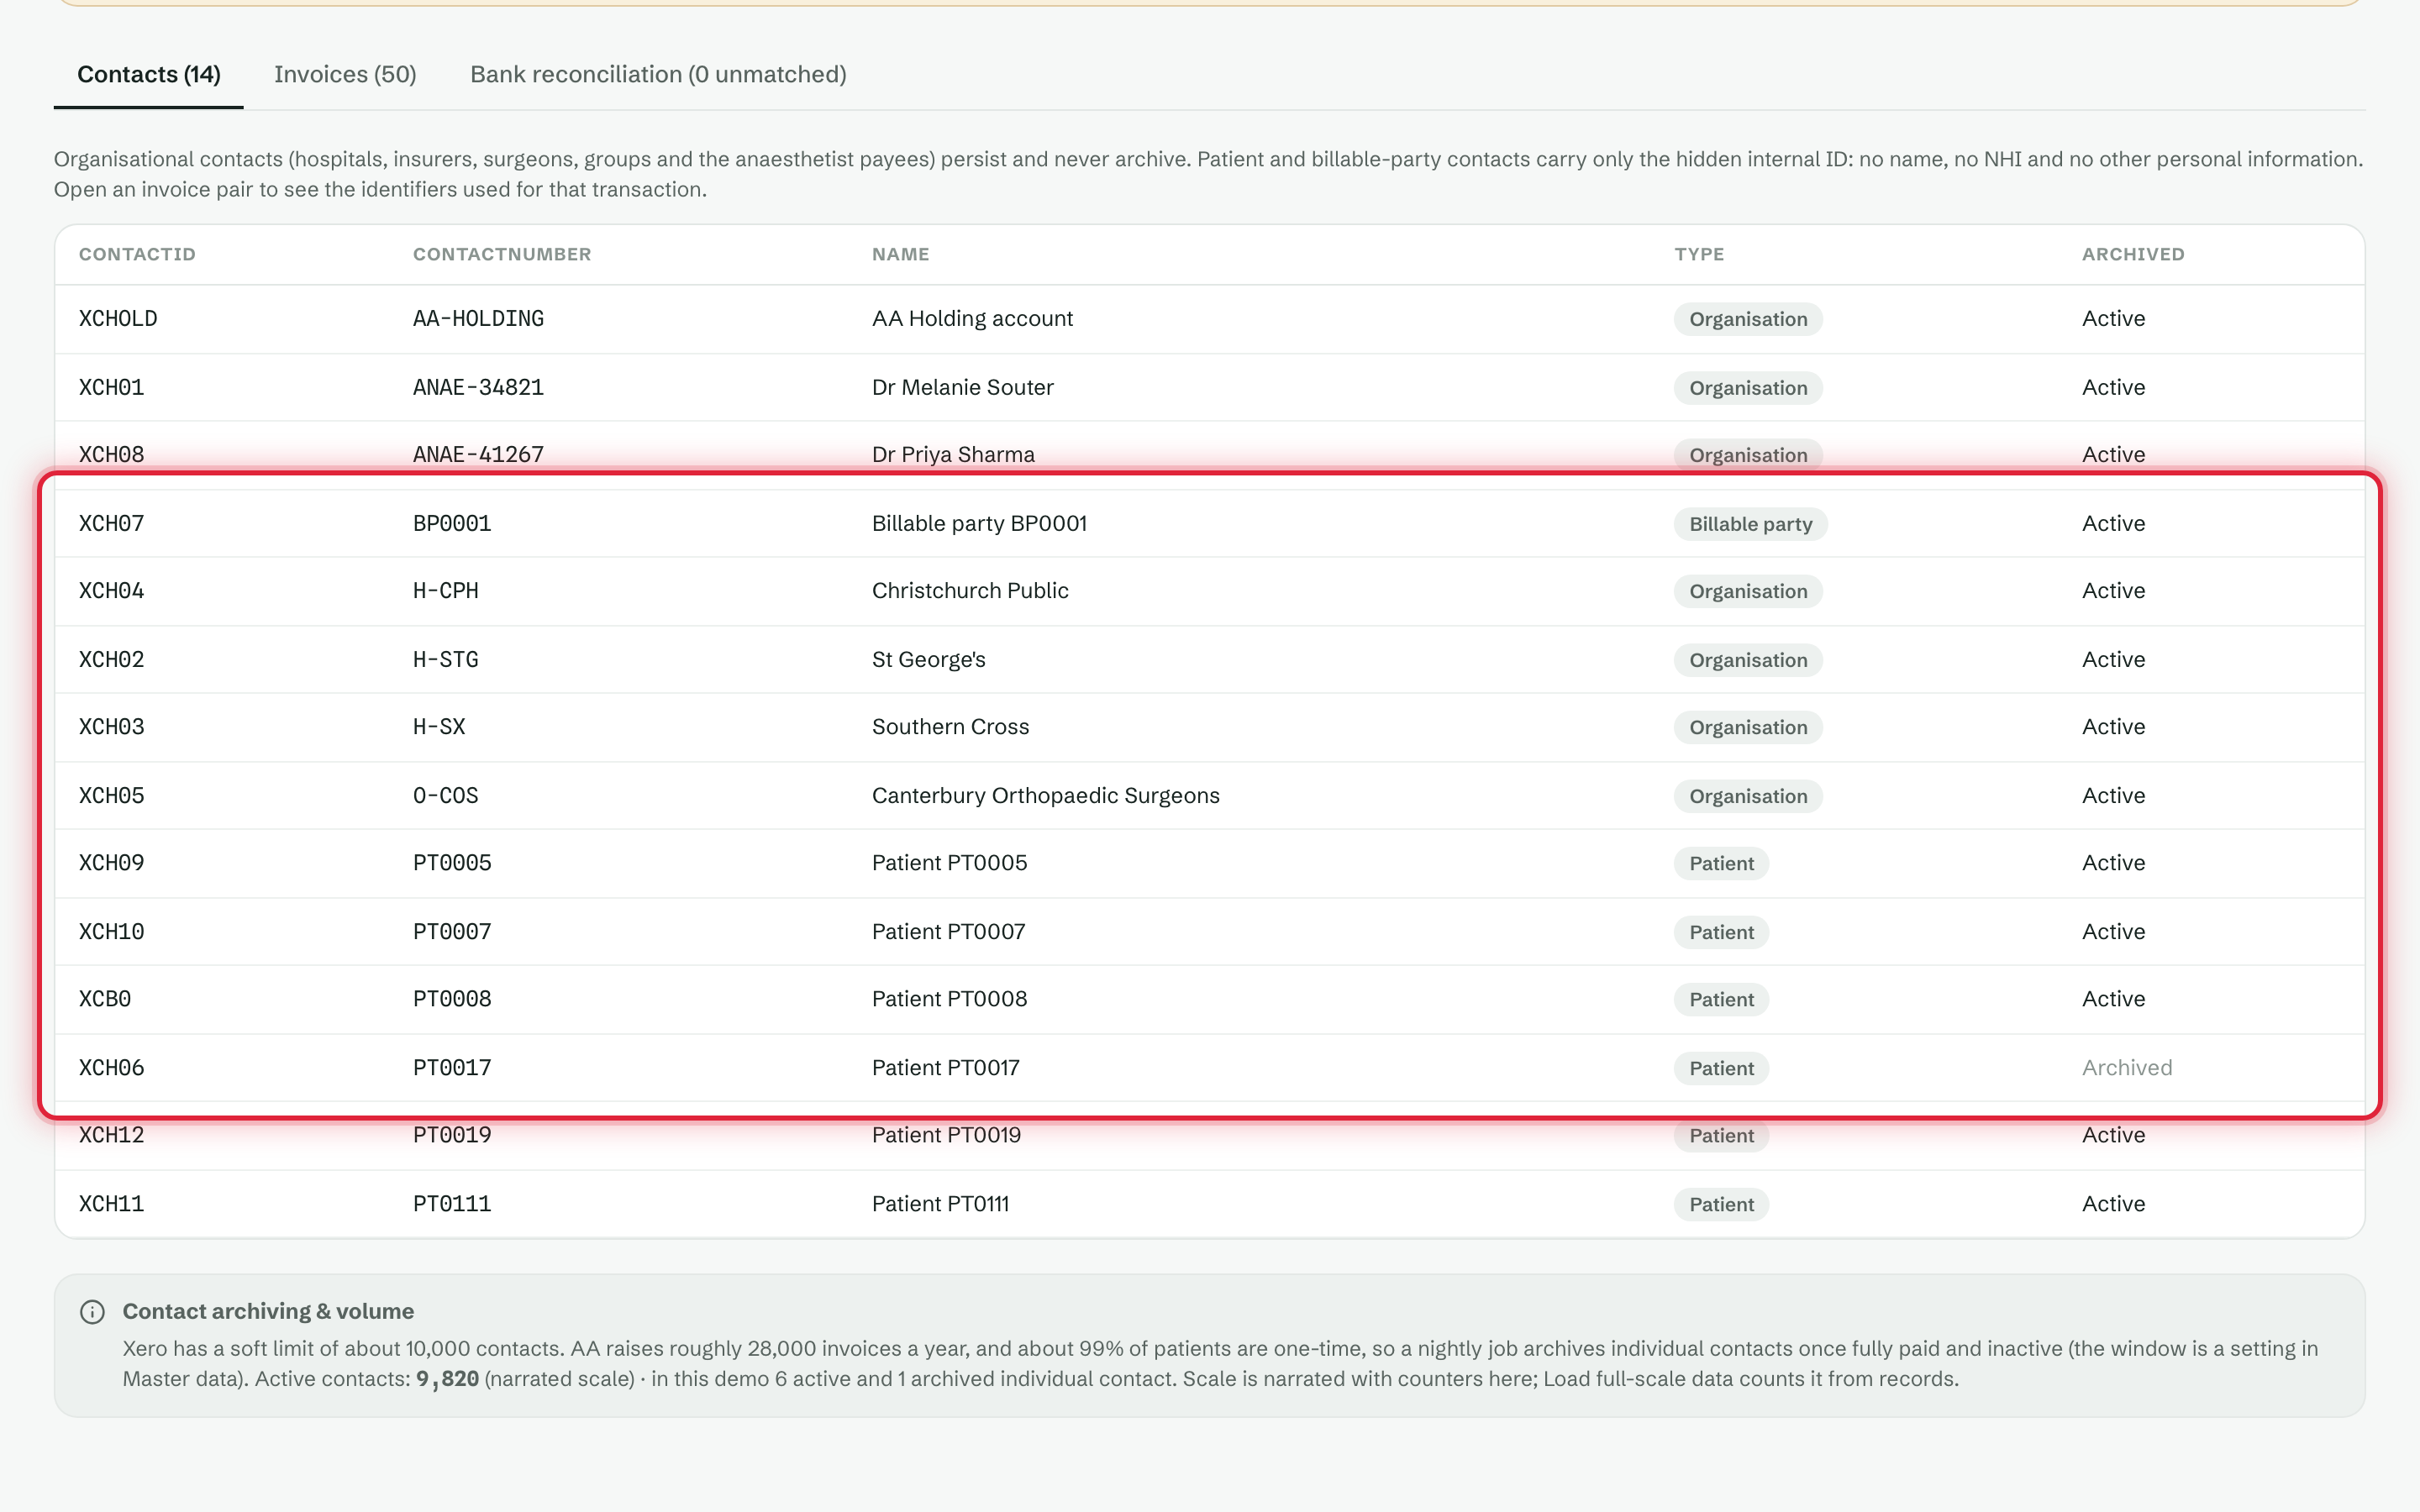 Contacts (14) Invoices (50) Bank reconciliation (0 unmatched)
Organisational contacts (hospitals, insurers, surgeons, groups and the anaesthetist payees) persist and never archive. Patient and billable-party contacts carry only the hidden internal ID: no name, no NHI and no other personal information.
Open an invoice pair to see the identifiers used for that transaction.
CONTACTID CONTACTNUMBER NAME TYPE ARCHIVED
XCHOLD AA-HOLDING AA Holding account Organisation Active
XCH01 ANAE-34821 Dr Melanie Souter Organisation Active
XCH08 ANAE-41267 Dr Priya Sharma Organisation Active
XCH07 BP0001 Billable party BP0001 Billable party Active
XCH04 H-CPH Christchurch Public Organisation Active
XCH02 H-STG St George's Organisation Active
XCH03 H-SX Southern Cross Organisation Active
XCH05 O-COS Canterbury Orthopaedic Surgeons Organisation Active
XCH09 PT0005 Patient PT0005 Patient Active
XCH10 PT0007 Patient PT0007 Patient Active
XCB0 PT0008 Patient PT0008 Patient Active
XCH06 PT0017 Patient PT0017 Patient Archived
XCH12 PT0019 Patient PT0019 Patient Active
XCH11 PT0111 Patient PT0111 Patient Active
Contact archiving & volume
Xero has a soft limit of about 10,000 contacts. AA raises roughly 28,000 invoices a year, and about 99% of patients are one-time, so a nightly job archives individual contacts once fully paid and inactive (the window is a setting in
Master data). Active contacts: 9,820 (narrated scale) · in this demo 6 active and 1 archived individual contact. Scale is narrated with counters here; Load full-scale data counts it from records.